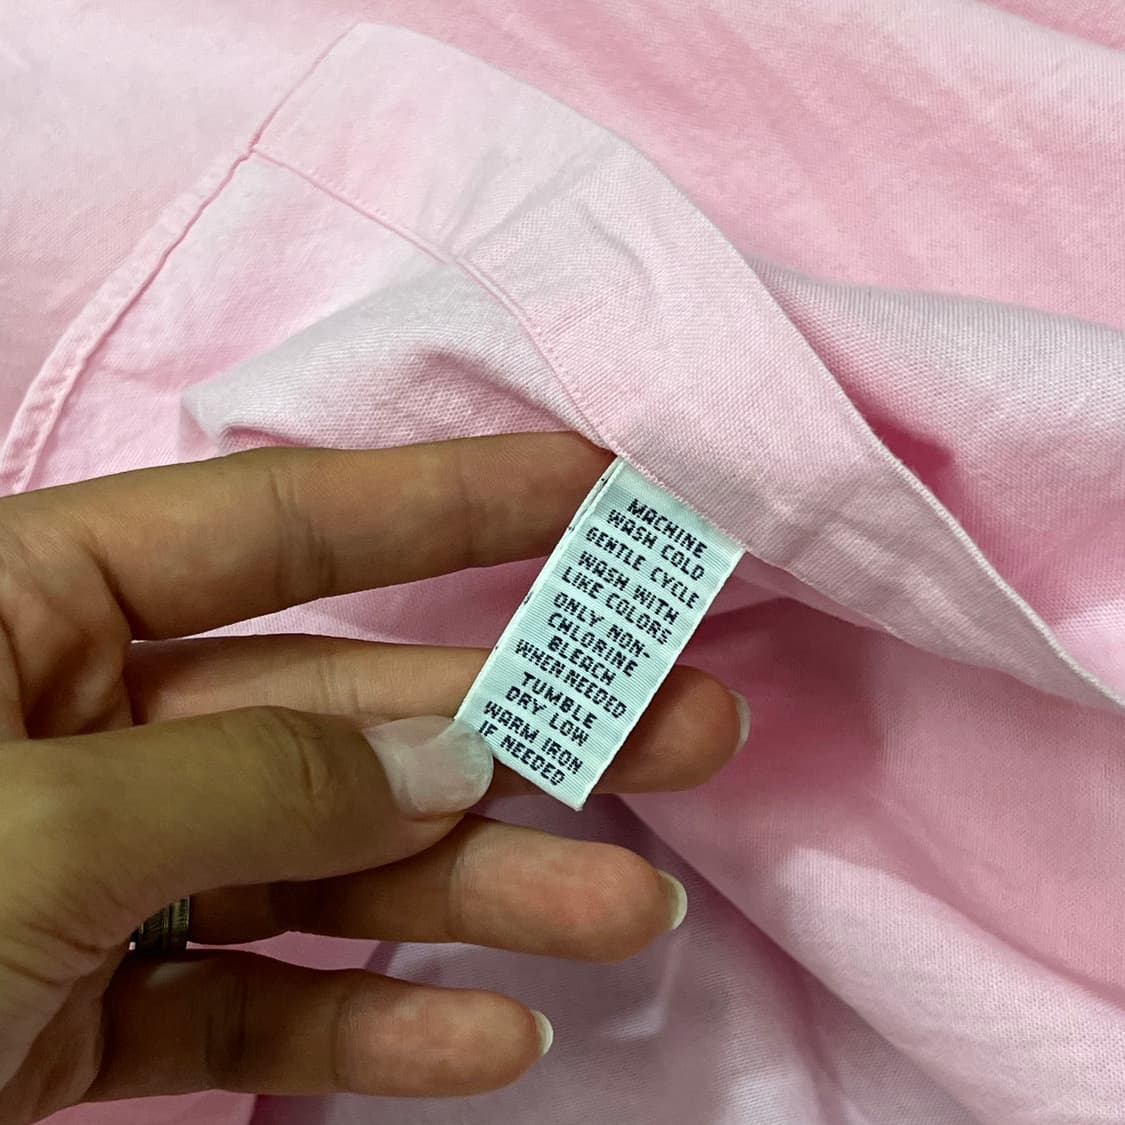 MACHINE
WASH COLD
GENTLE CYCLE
WASH WITH
LIKE COLORS
ONLY NON-
CHLORINE
BLEACH
WHEN NEEDED
TUMBLE
DRY LOW
WARM IRON
IF NEEDED